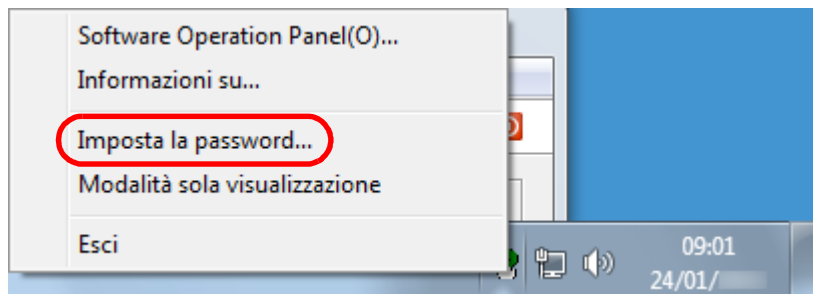 Software Operation Panel(O)...
Informazioni su...
Imposta la password...
Modalità sola visualizzazione
Esci
09:01
24/01/